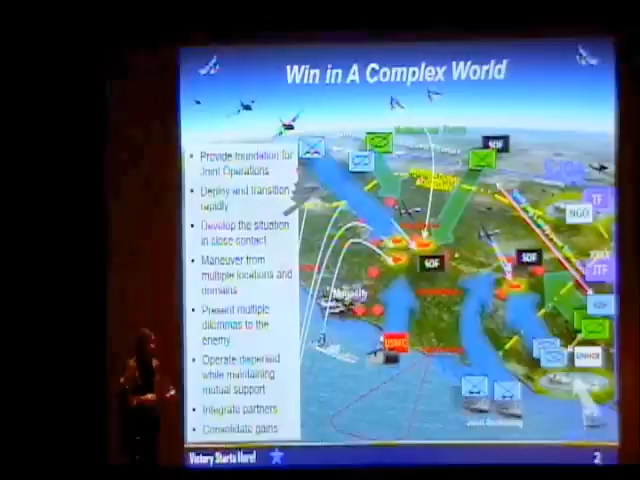 Win in A Complex World
• Provide foundation for
Joint Operations
• Deploy and transition
rapidly
• Develop the situation
in close contact
• Maneuver from
multiple locations and
domains
• Present multiple
dilemmas to the
enemy
• Operate dispersed
while maintaining
mutual support
• Integrate partners
• Consolidate gains
SOF
TF
NGO
SOF
SOF
JTF
Megacity
USMC
UNHCR
Victory Starts Here!
2